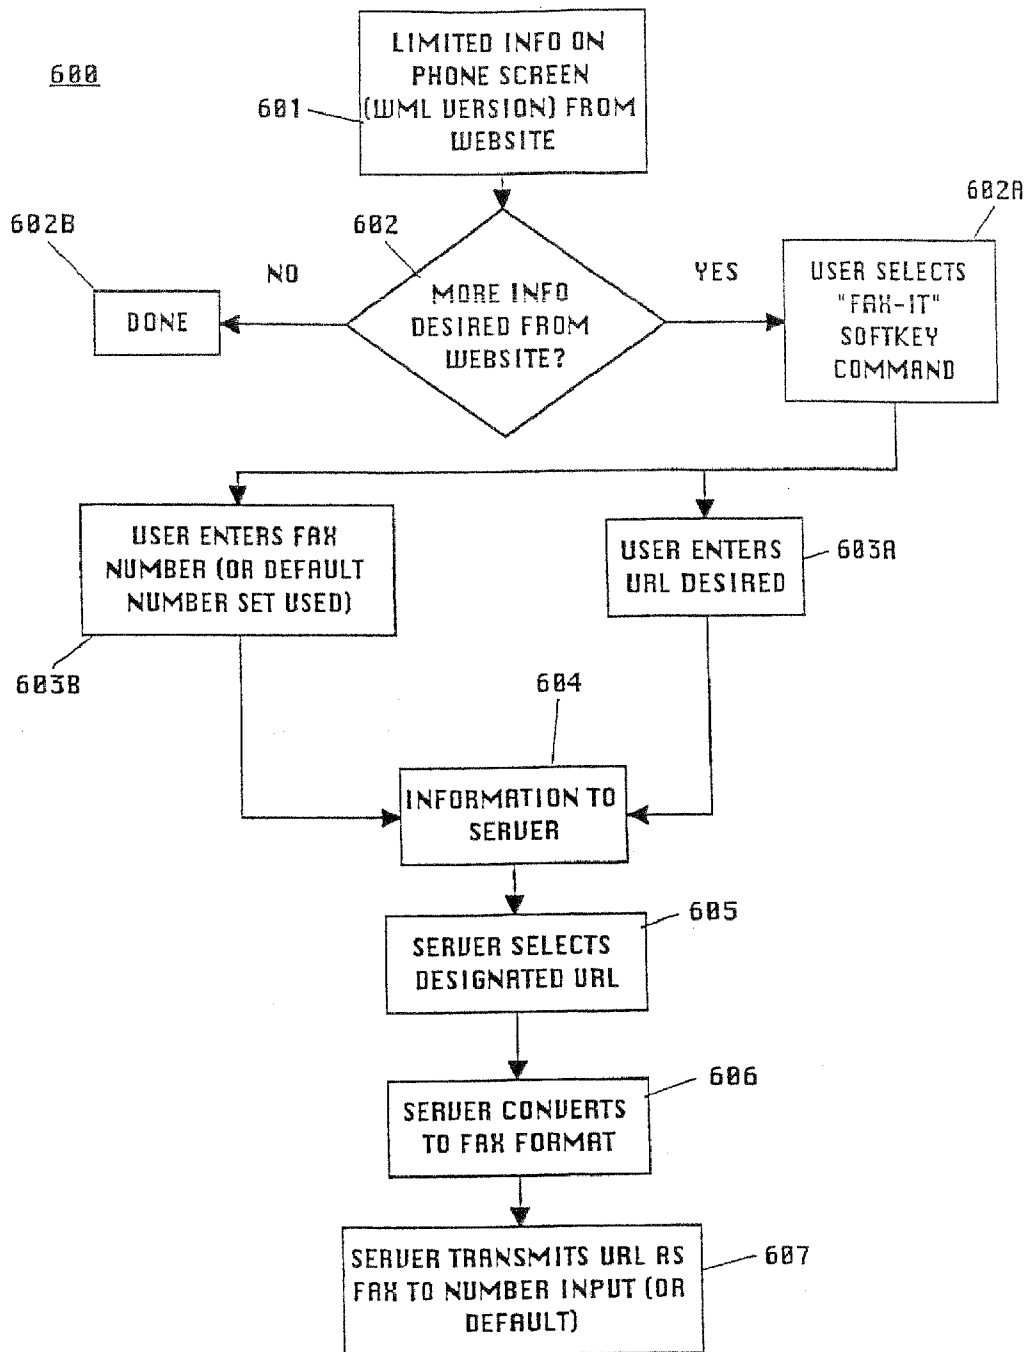 600
LIMITED INFO ON
PHONE SCREEN
(WML VERSION) FROM
WEBSITE
601
602B
602
602A
NO
YES
DONE
MORE INFO
DESIRED FROM
WEBSITE?
USER SELECTS
"FAX-IT"
SOFTKEY
COMMAND
USER ENTERS FAX
NUMBER (OR DEFAULT
NUMBER SET USED)
603B
USER ENTERS
URL DESIRED
603A
604
INFORMATION TO
SERVER
605
SERVER SELECTS
DESIGNATED URL
606
SERVER CONVERTS
TO FAX FORMAT
607
SERVER TRANSMITS URL AS
FAX TO NUMBER INPUT (OR
DEFAULT)